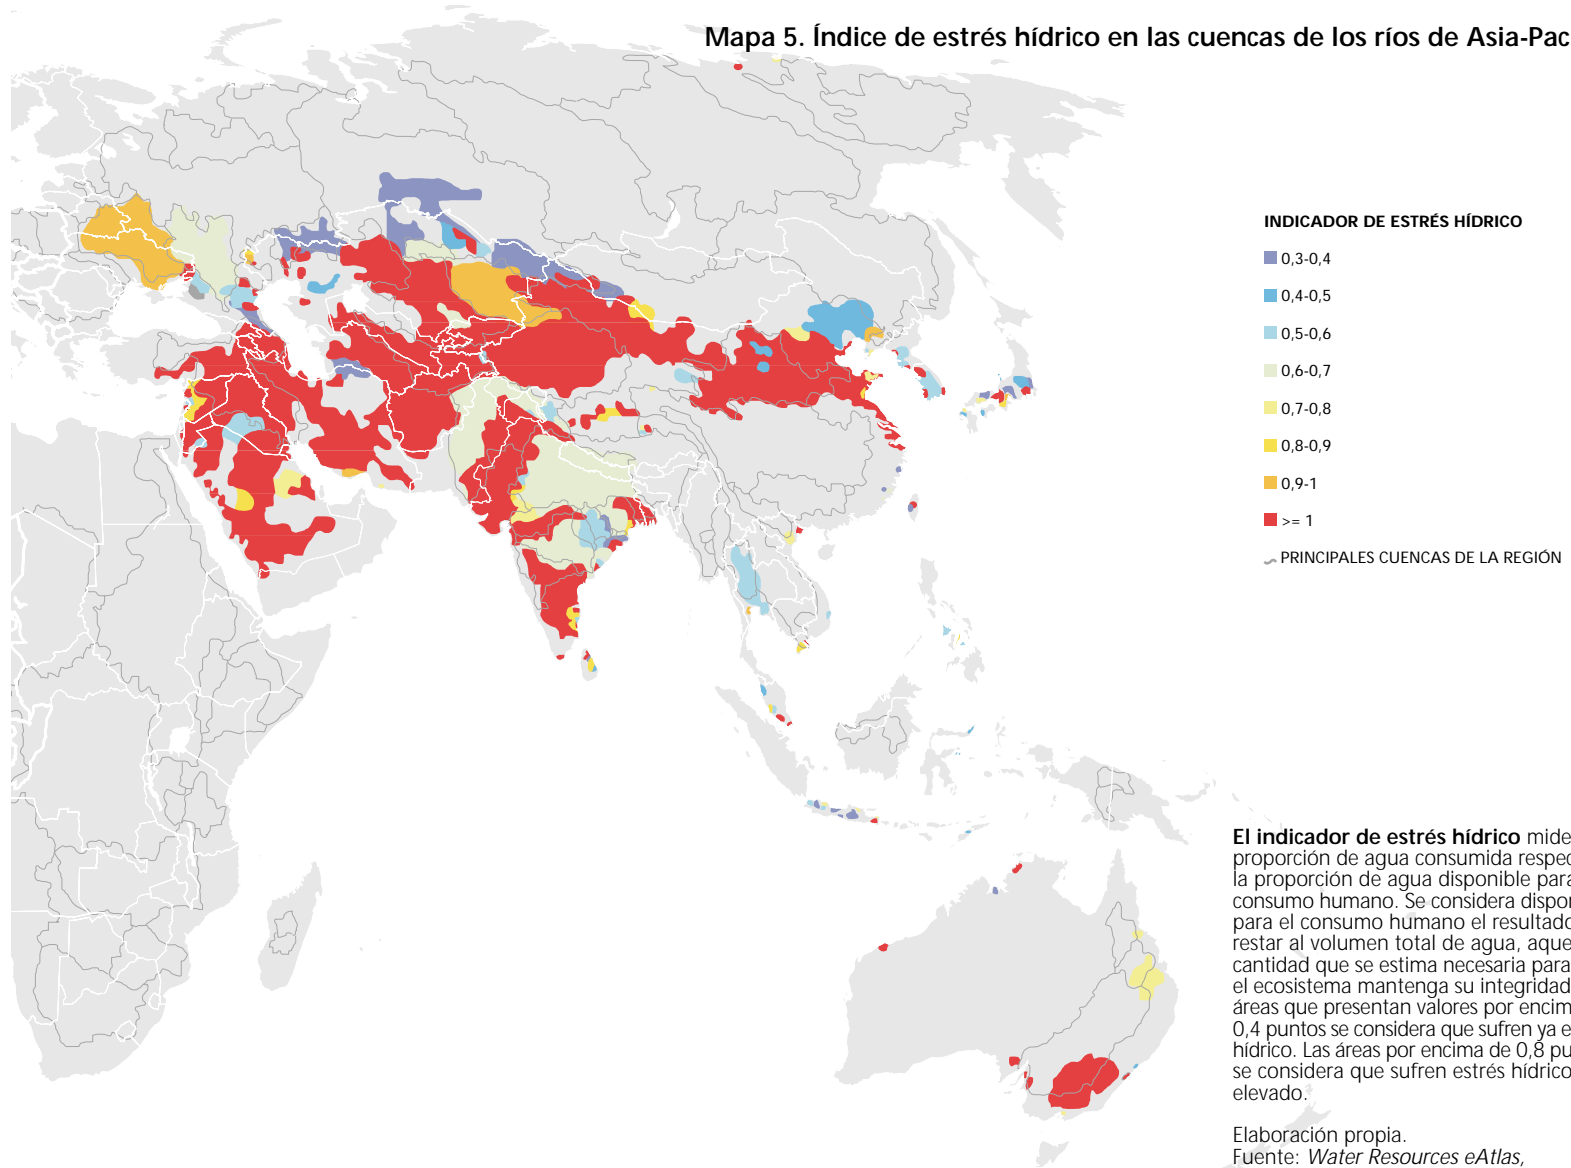 Mapa 5. Índice de estrés hídrico en las cuencas de los ríos de Asia-Pac
INDICADOR DE ESTRÉS HÍDRICO
0,3-0,4
0,4-0,5
0,5-0,6
0,6-0,7
0,7-0,8
0,8-0,9
0,9-1
>= 1
PRINCIPALES CUENCAS DE LA REGIÓN
El indicador de estrés hídrico mide
proporción de agua consumida respec
la proporción de agua disponible para
consumo humano. Se considera dispon
para el consumo humano el resultado
restar al volumen total de agua, aque
cantidad que se estima necesaria para
el ecosistema mantenga su integridad
áreas que presentan valores por encim
0,4 puntos se considera que sufren ya e
hídrico. Las áreas por encima de 0,8 pu
se considera que sufren estrés hídrico
elevado.
Elaboración propia.
Fuente: Water Resources eAtlas,